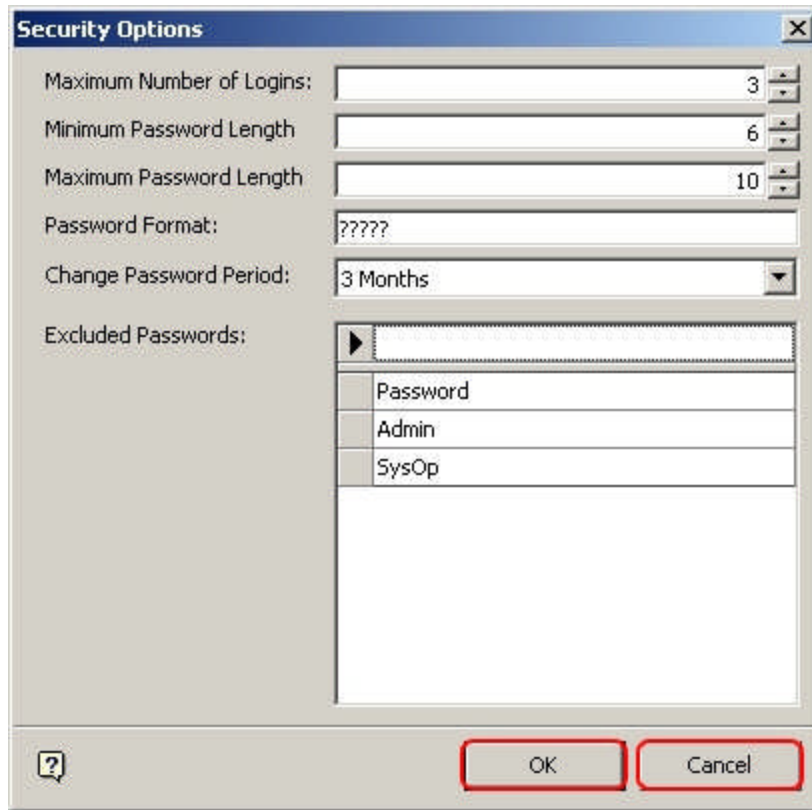 Security Options
Maximum Number of Logins: 3
Minimum Password Length 6
Maximum Password Length 10
Password Format: ?????
Change Password Period: 3 Months
Excluded Passwords:
Password
Admin
SysOp
? OK Cancel